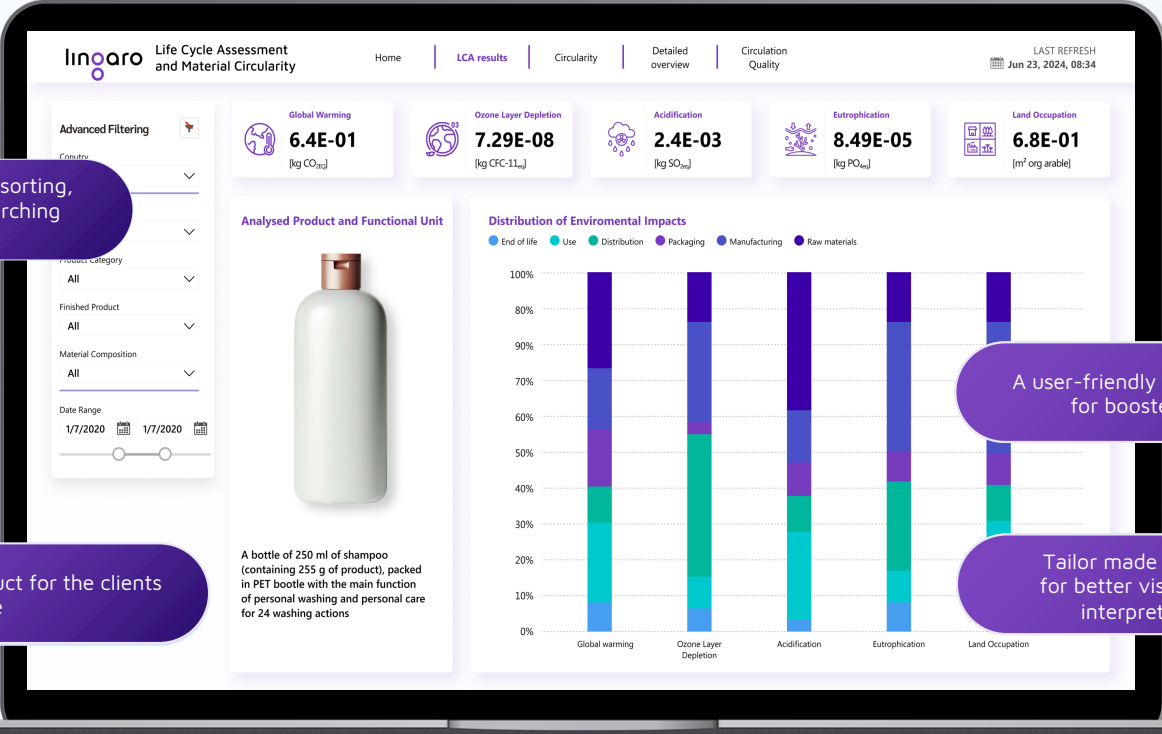 lingaro
Life Cycle Assessment
and Material Circularity
Home
LCA results
Circularity
Detailed
overview
Circulation
Quality
LAST REFRESH
Jun 23, 2024, 08:34
Advanced Filtering
Conutry
sorting,
Product Category
All
Finished Product
All
Material Composition
All
Date Range
1/7/2020 1/7/2020
Global Warming
6.4E-01
[kg CO2EQ]
Ozone Layer Depletion
03
7.29E-08
[kg CFC-11eq]
Acidification
2.4E-03
[kg SO2eq]
Eutrophication
8.49E-05
[kg PO4eq]
Land Occupation
6.8E-01
[m² org arable]
Analysed Product and Functional Unit
A bottle of 250 ml of shampoo
(containing 255 g of product), packed
in PET bootle with the main function
of personal washing and personal care
for 24 washing actions
Distribution of Enviromental Impacts
End of life Use Distribution Packaging Manufacturing Raw materials
100%
80%
90%
70%
60%
50%
40%
30%
20%
10%
0%
Global warming
Ozone Layer
Depletion
Acidification
Eutrophication
Land Occupation
for the clients
A user-friendly
for
Tailor made
for better